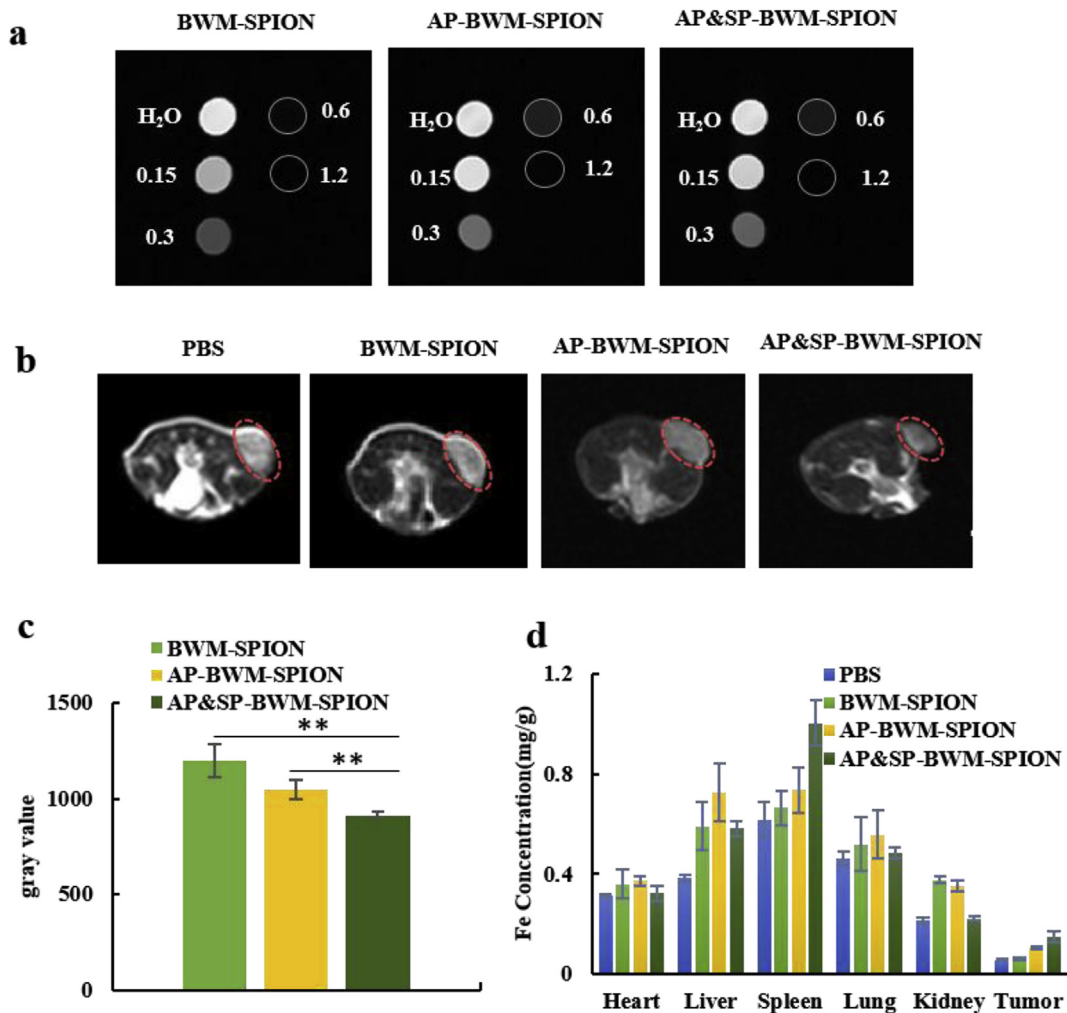 a
BWM-SPION
AP-BWM-SPION
AP&SP-BWM-SPION
H₂O
0.6
0.15
1.2
0.3
H₂O
0.6
0.15
1.2
0.3
H₂O
0.6
0.15
1.2
0.3
b
PBS
BWM-SPION
AP-BWM-SPION
AP&SP-BWM-SPION
c
BWM-SPION
AP-BWM-SPION
AP&SP-BWM-SPION
**
**
gray value
1500
1000
500
0
d
PBS
BWM-SPION
AP-BWM-SPION
AP&SP-BWM-SPION
Fe Concentration(mg/g)
1.2
0.8
0.4
0
Heart Liver Spleen Lung Kidney Tumor